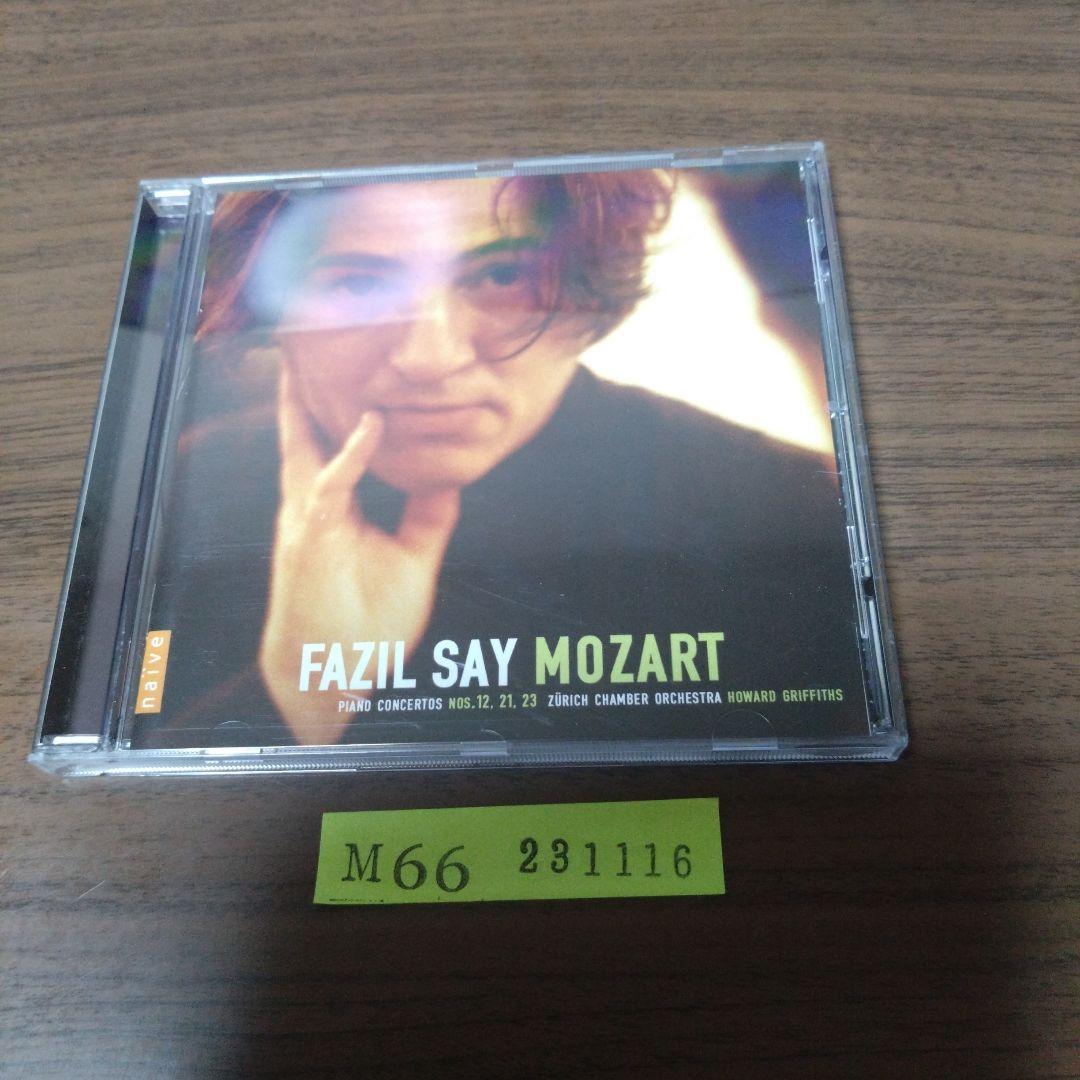 naïve
FAZIL SAY MOZART
PIANO CONCERTOS NOS.12, 21, 23 ZÜRICH CHAMBER ORCHESTRA HOWARD GRIFFITHS
M66 231116